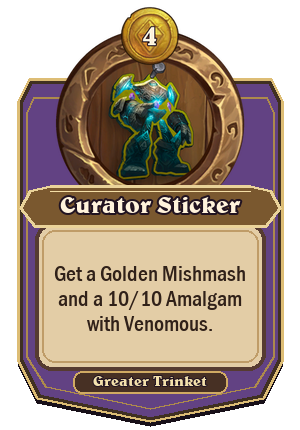 4
Curator Sticker
Get a Golden Mishmash
and a 10/10 Amalgam
with Venomous.
Greater Trinket